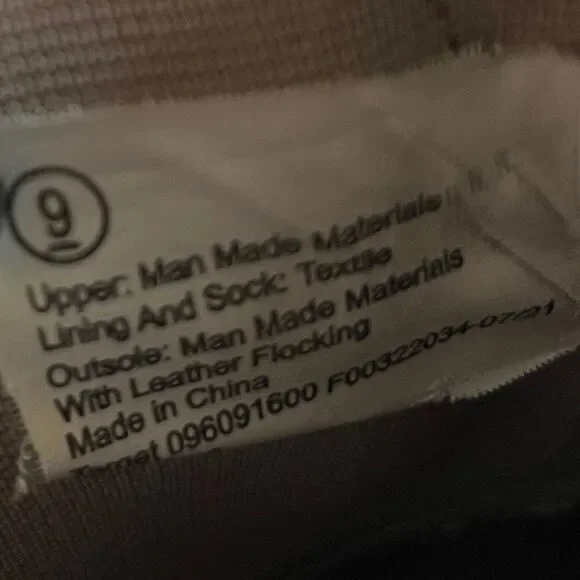 9
Upper: Man Made Materials
Lining And Sock: Textile
Outsole: Man Made Materials
With Leather Flocking
Made in China
Target 096091600 F00322034-07/21